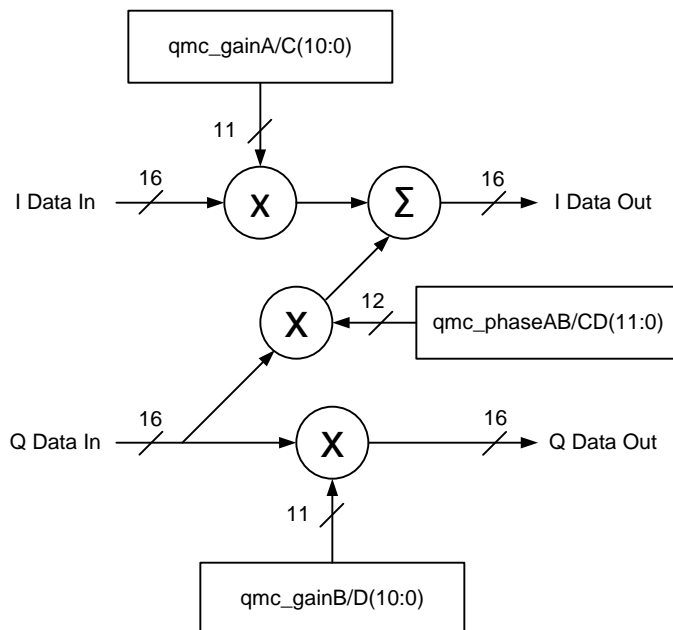 qmc_gainA/C(10:0)
11
I Data In
16
X
Σ
16
I Data Out
X
12
qmc_phaseAB/CD(11:0)
Q Data In
16
X
16
Q Data Out
11
qmc_gainB/D(10:0)